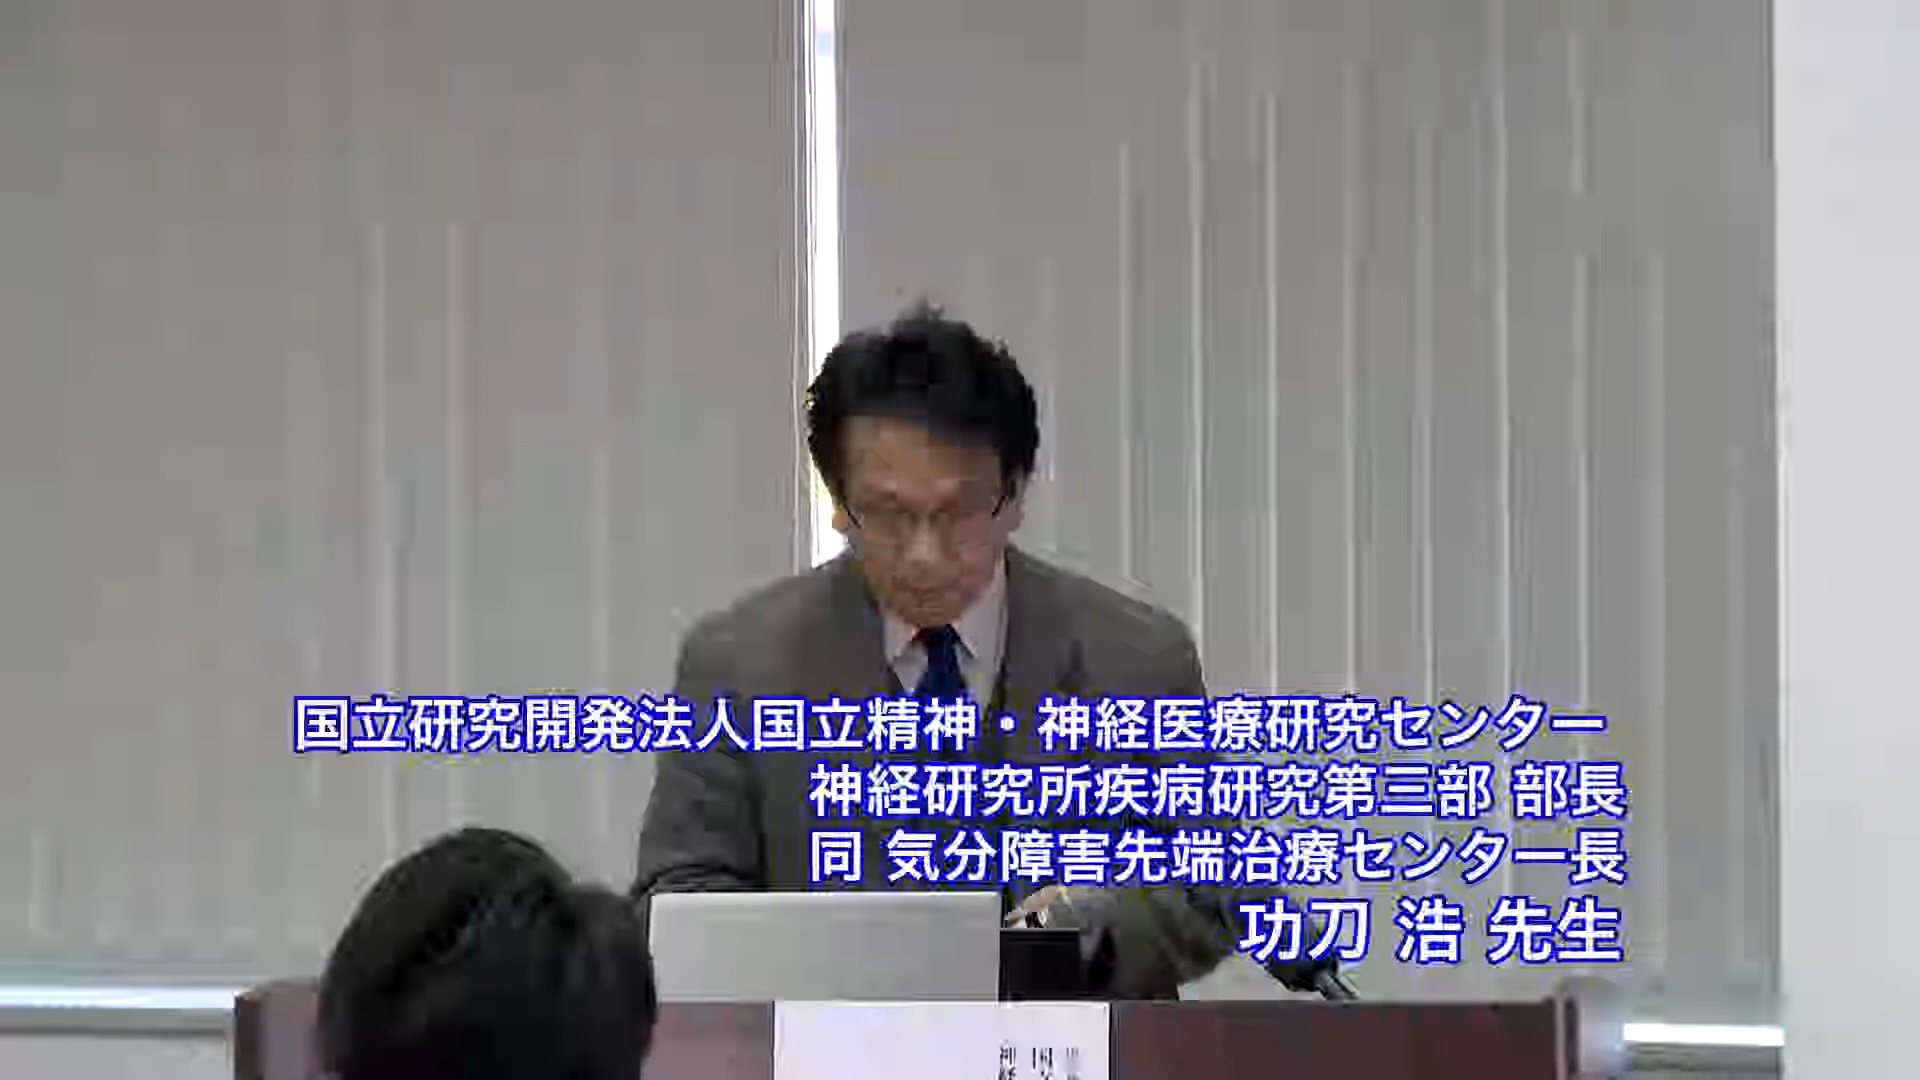 国立研究開発法人国立精神・神経医療研究センター
神経研究所疾病研究第三部 部長
同 気分障害先端治療センター長
功刀 浩 先生